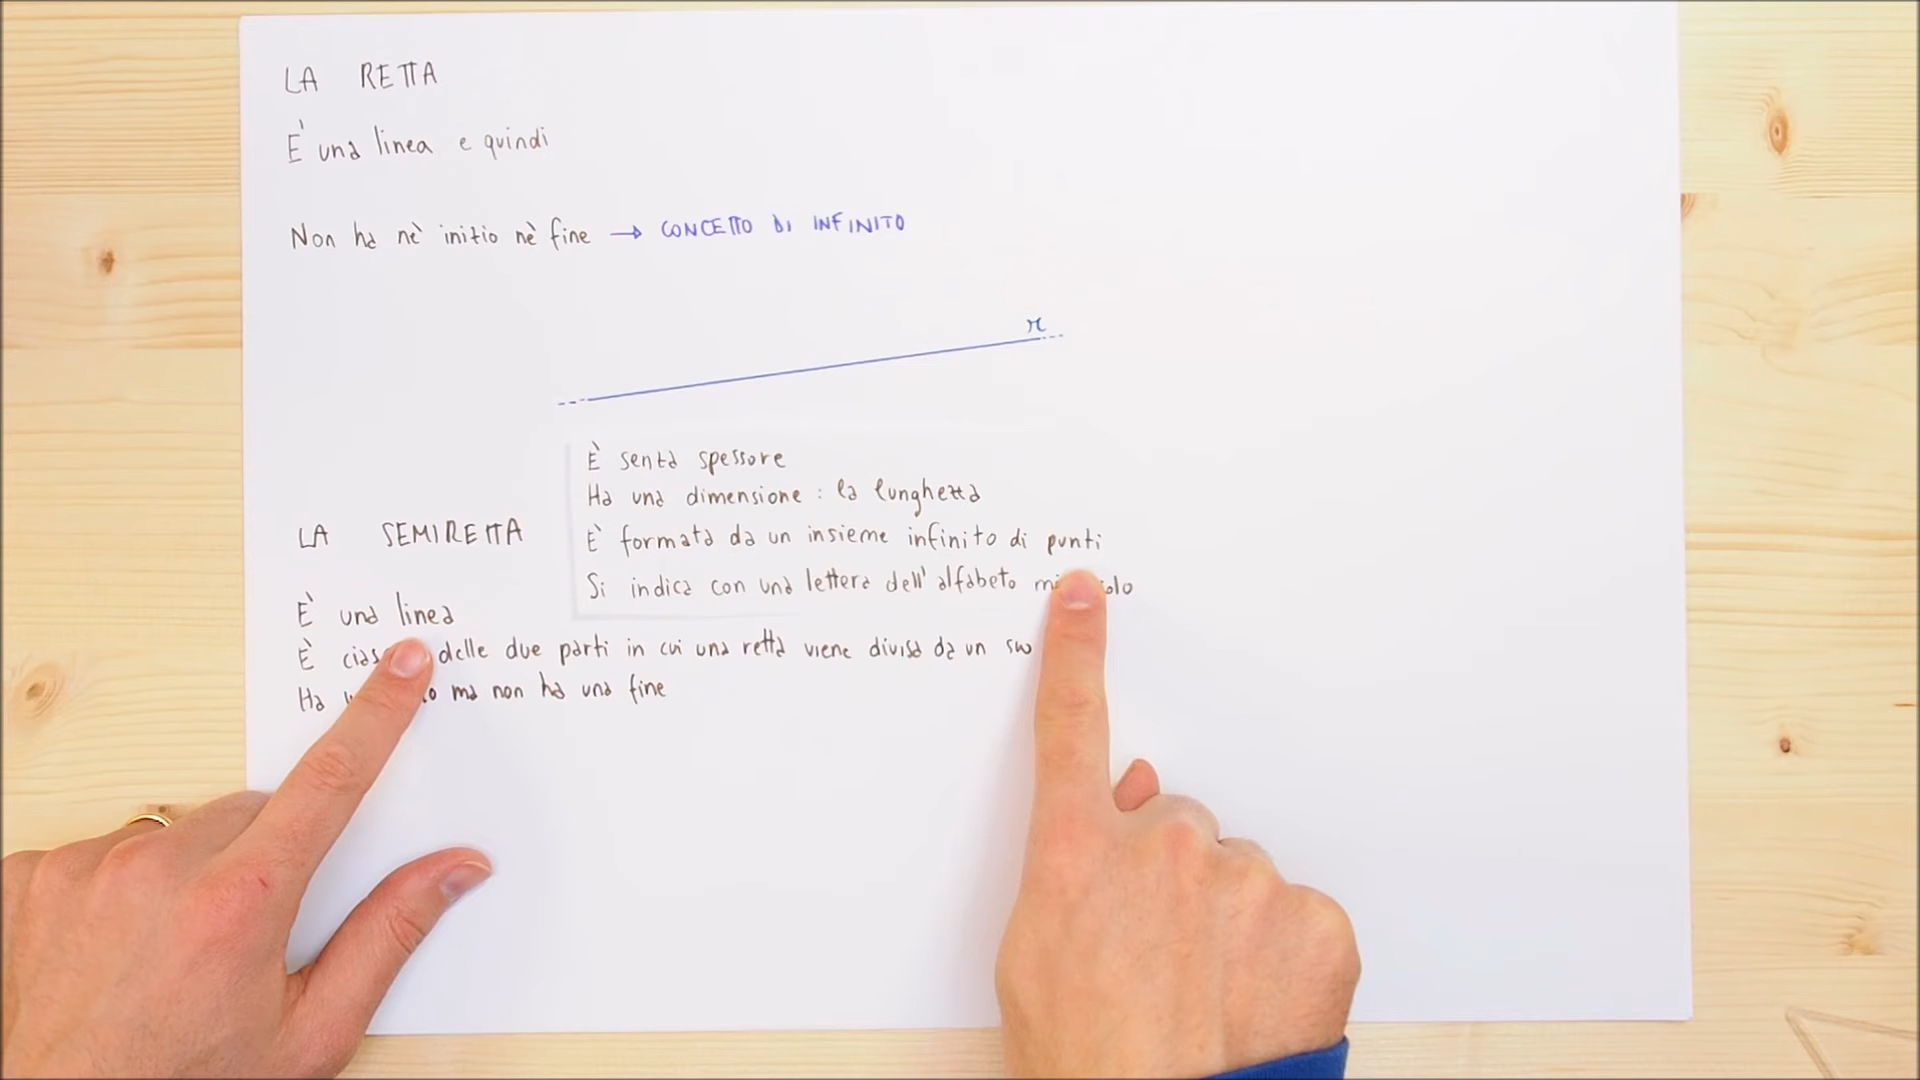 LA RETTA
È una linea e quindi
Non ha nè initio nè fine → CONCETTO DI INFINITO
r
È senza spessore
Ha una dimensione : la lunghezza
È formata da un insieme infinito di punti
Si indica con una lettera dell'alfabeto
LA SEMIRETTA
È una linea
È delle due parti in cui una retta viene divisa da un
Ha ma non ha una fine